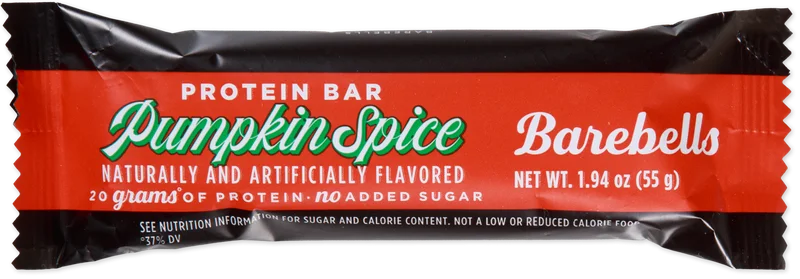 PROTEIN BAR
Pumpkin Spice
NATURALLY AND ARTIFICIALLY FLAVORED
20 grams° OF PROTEIN · no ADDED SUGAR
Barebells
NET WT. 1.94 oz (55 g)
SEE NUTRITION INFORMATION FOR SUGAR AND CALORIE CONTENT. NOT A LOW OR REDUCED CALORIE FOOD
°37% DV